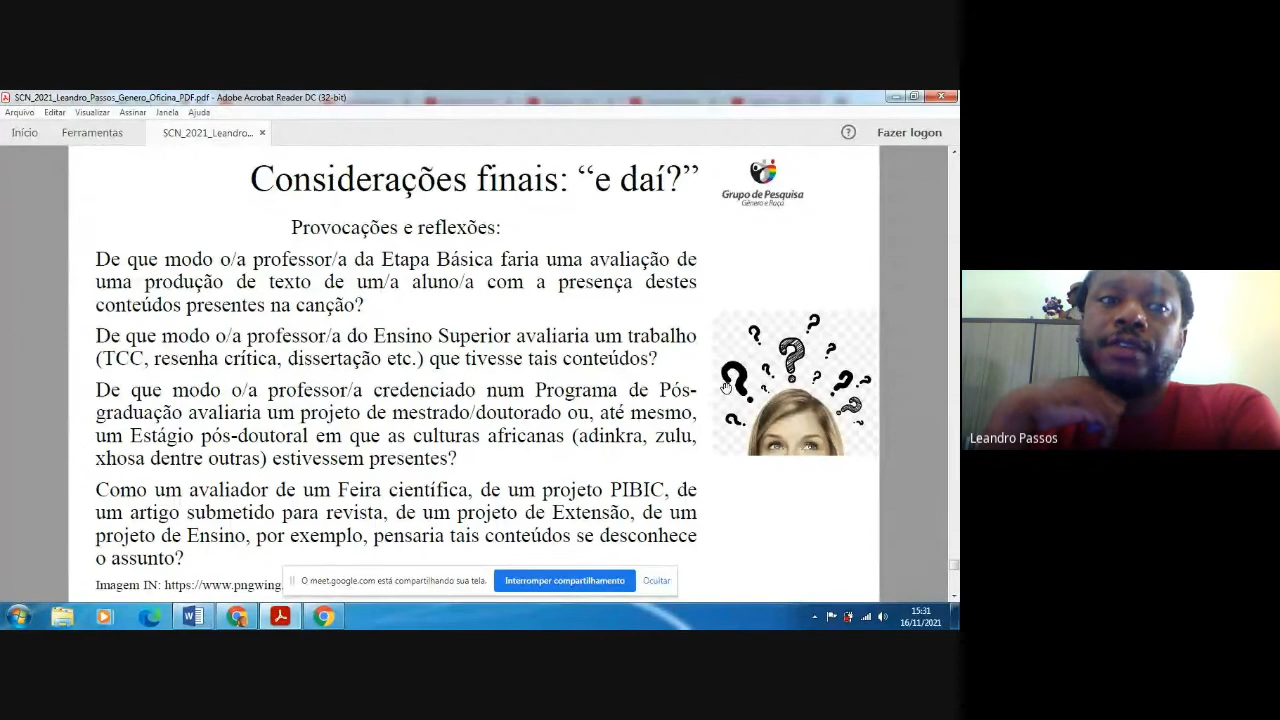 SCN_2021_Leandro_Passos_Genero_Oficina_PDF.pdf - Adobe Acrobat Reader DC (32-bit)
Arquivo Editar Visualizar Assinar Janela Ajuda
Início Ferramentas SCN_2021_Leandro... × ? Fazer logon
Considerações finais: “e daí?”
Grupo de Pesquisa
Gênero e Raça
Provocações e reflexões:
De que modo o/a professor/a da Etapa Básica faria uma avaliação de
uma produção de texto de um/a aluno/a com a presença destes
conteúdos presentes na canção?
De que modo o/a professor/a do Ensino Superior avaliaria um trabalho
(TCC, resenha crítica, dissertação etc.) que tivesse tais conteúdos?
De que modo o/a professor/a credenciado num Programa de Pós-
graduação avaliaria um projeto de mestrado/doutorado ou, até mesmo,
um Estágio pós-doutoral em que as culturas africanas (adinkra, zulu,
xhosa dentre outras) estivessem presentes?
Como um avaliador de um Feira científica, de um projeto PIBIC, de
um artigo submetido para revista, de um projeto de Extensão, de um
projeto de Ensino, por exemplo, pensaria tais conteúdos se desconhece
o assunto?
Imagem IN: https://www.pngwing.
O meet.google.com está compartilhando sua tela. Interromper compartilhamento Ocultar
15:31
16/11/2021
Leandro Passos